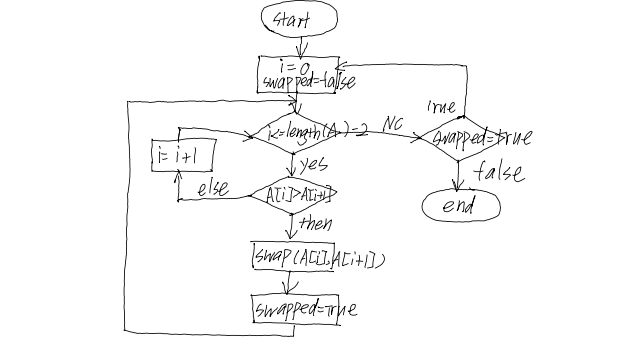 start
i=0
swapped=false
i<=length(A)-2
NO
True
swapped=true
i=i+1
yes
false
else
A[i]>A[i+1]
end
then
swap(A[i],A[i+1])
swapped=true